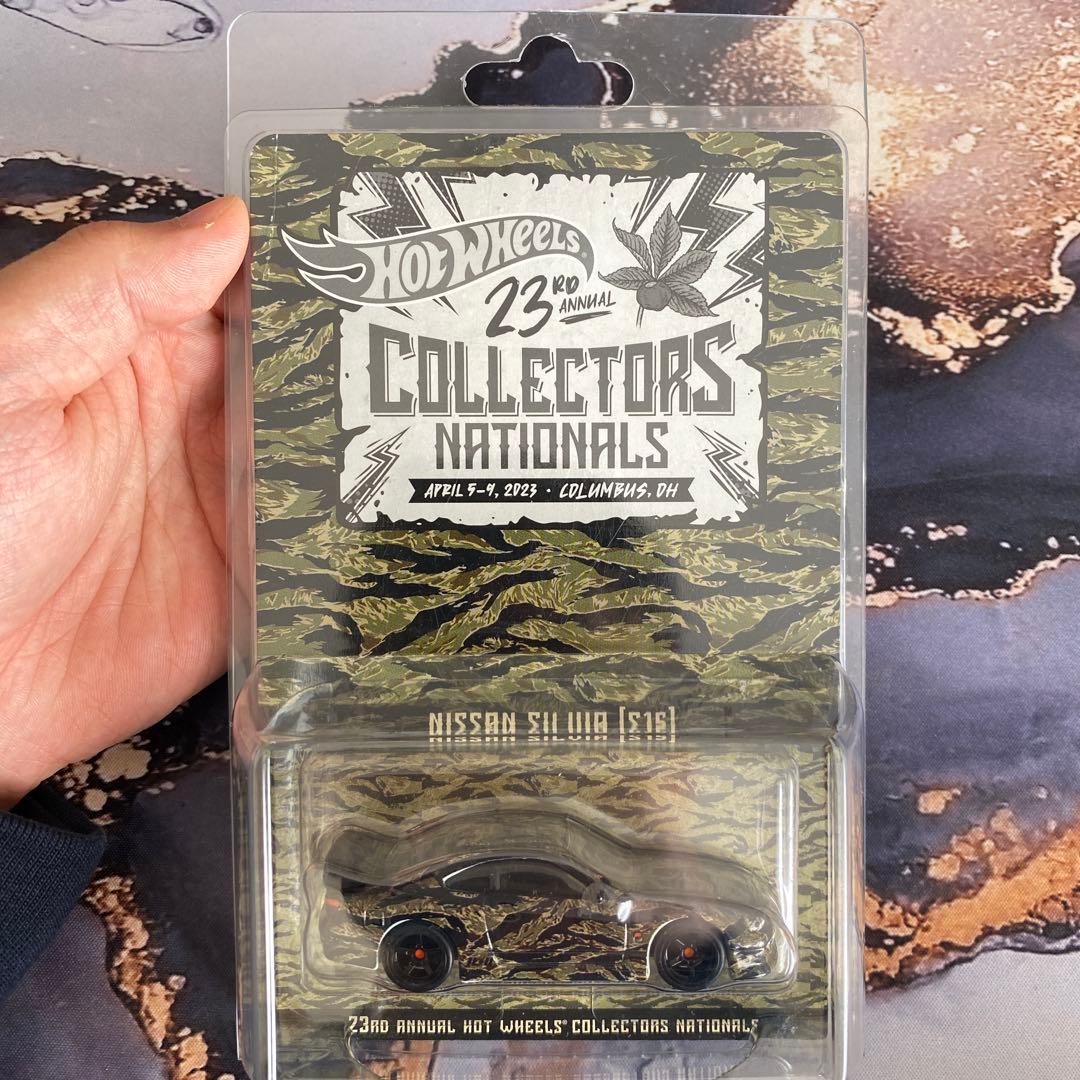 HOT WHEELS®
23RD
ANNUAL
COLLECTORS
NATIONALS
APRIL 5-9, 2023 • COLUMBUS, OH
NISSAN SILVIA [S15]
23RD ANNUAL HOT WHEELS® COLLECTORS NATIONALS